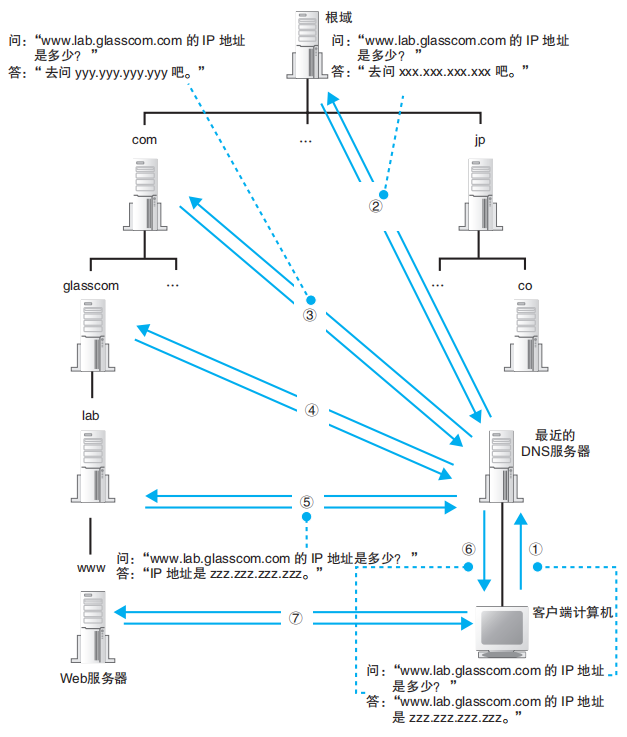 根域
问：“www.lab.glasscom.com 的 IP 地址
是多少？”
答：“去问 yyy.yyy.yyy.yyy 吧。”
问：“www.lab.glasscom.com 的 IP 地址
是多少？”
答：“去问 xxx.xxx.xxx.xxx 吧。”
com
…
jp
②
glasscom
…
…
co
③
④
lab
最近的
DNS服务器
⑤
问：“www.lab.glasscom.com 的 IP 地址是多少？”
答：“IP 地址是 zzz.zzz.zzz.zzz。”
⑥
①
www
⑦
客户端计算机
Web服务器
问：“www.lab.glasscom.com 的 IP 地址
是多少？”
答：“www.lab.glasscom.com 的 IP 地址
是 zzz.zzz.zzz.zzz。”